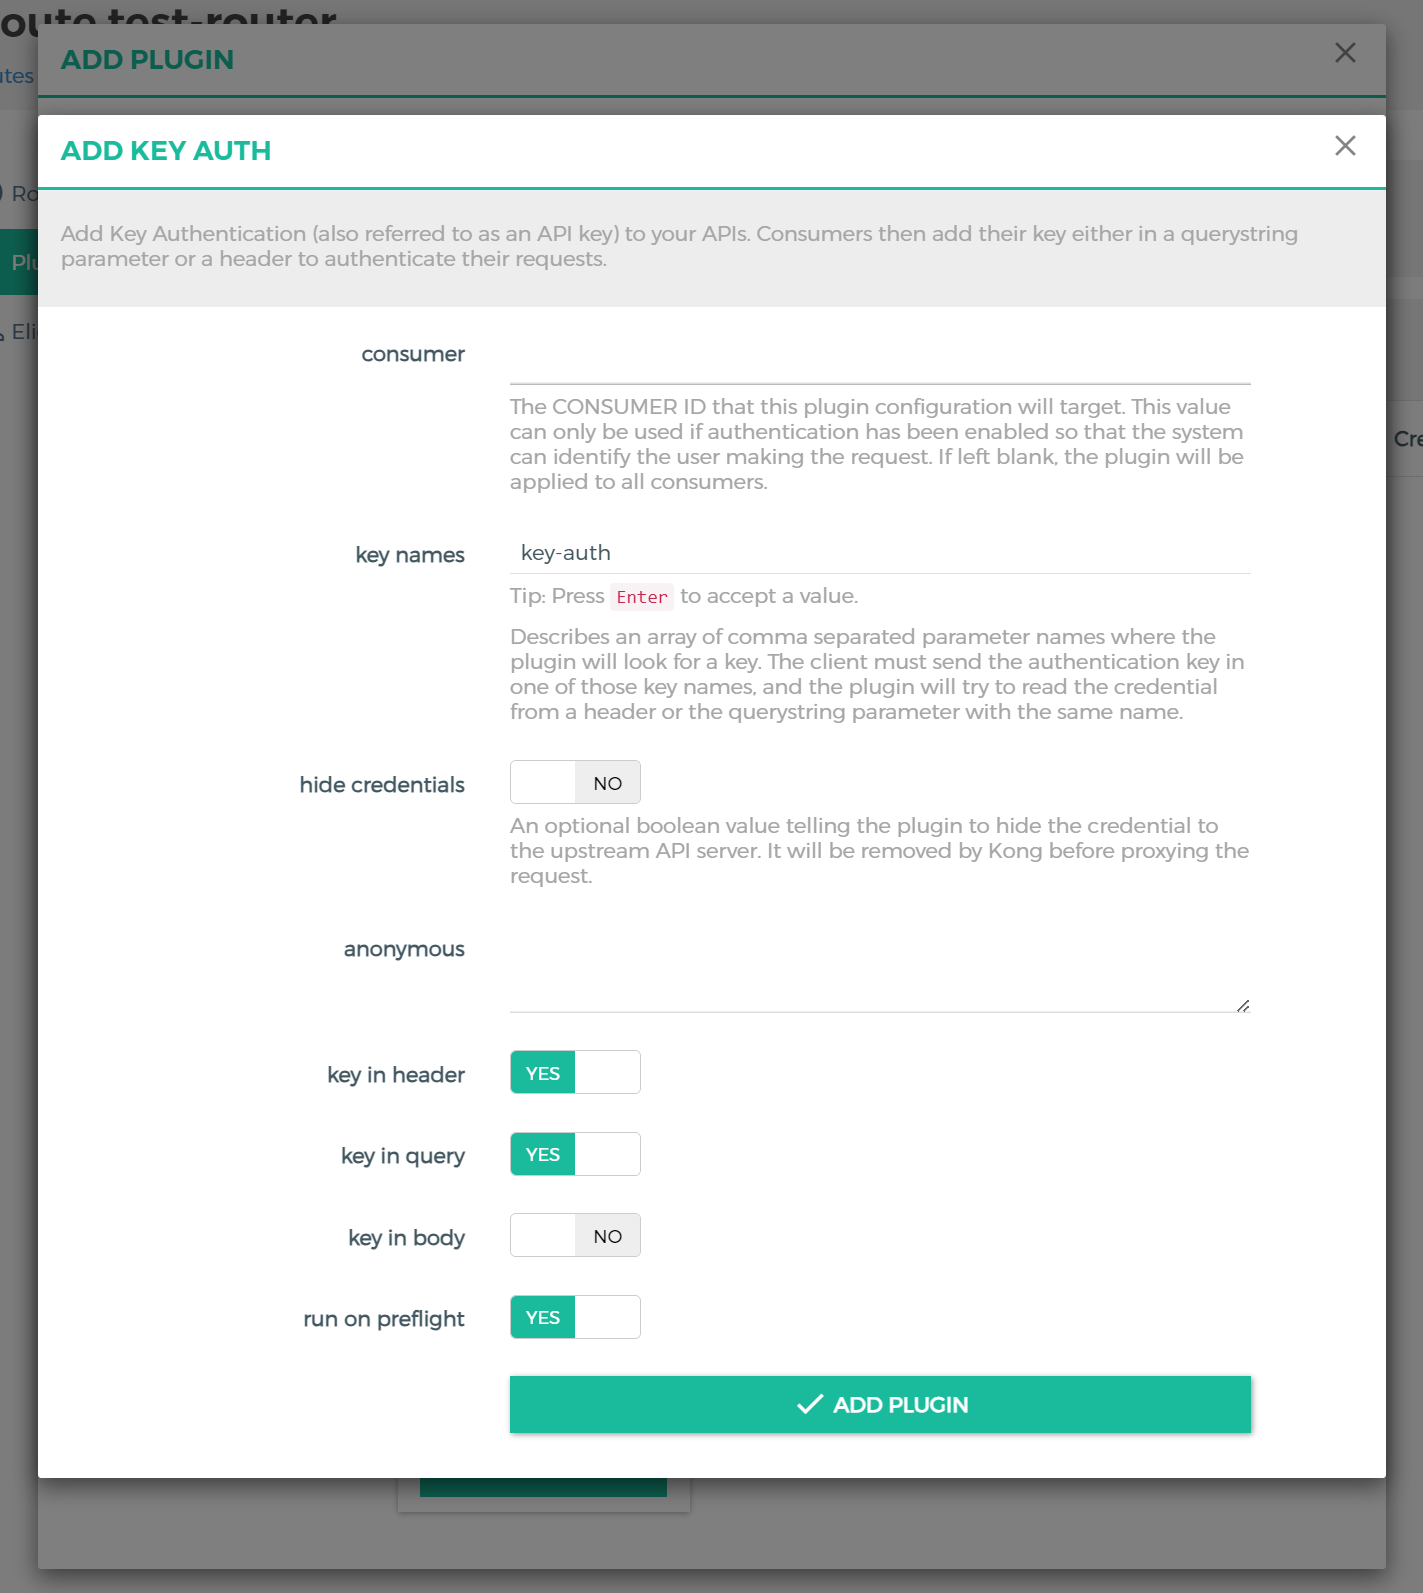 oute test-router
ADD PLUGIN
utes
ADD KEY AUTH
Add Key Authentication (also referred to as an API key) to your APIs. Consumers then add their key either in a querystring
parameter or a header to authenticate their requests.
consumer
The CONSUMER ID that this plugin configuration will target. This value
can only be used if authentication has been enabled so that the system
can identify the user making the request. If left blank, the plugin will be
applied to all consumers.
Ro
Plu
Eli
Cre
key names
key-auth
Tip: Press Enter to accept a value.
Describes an array of comma separated parameter names where the
plugin will look for a key. The client must send the authentication key in
one of those key names, and the plugin will try to read the credential
from a header or the querystring parameter with the same name.
hide credentials
NO
An optional boolean value telling the plugin to hide the credential to
the upstream API server. It will be removed by Kong before proxying the
request.
anonymous
key in header
YES
key in query
YES
key in body
NO
run on preflight
YES
ADD PLUGIN